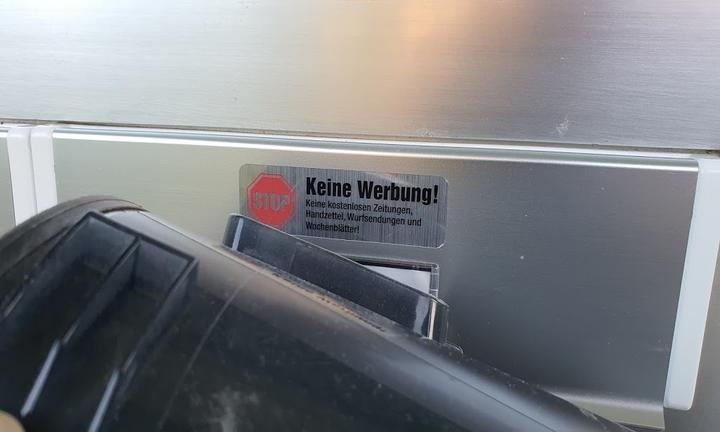 STOP
Keine Werbung!
Keine kostenlosen Zeitungen,
Handzettel, Wurfsendungen und
Wochenblätter!